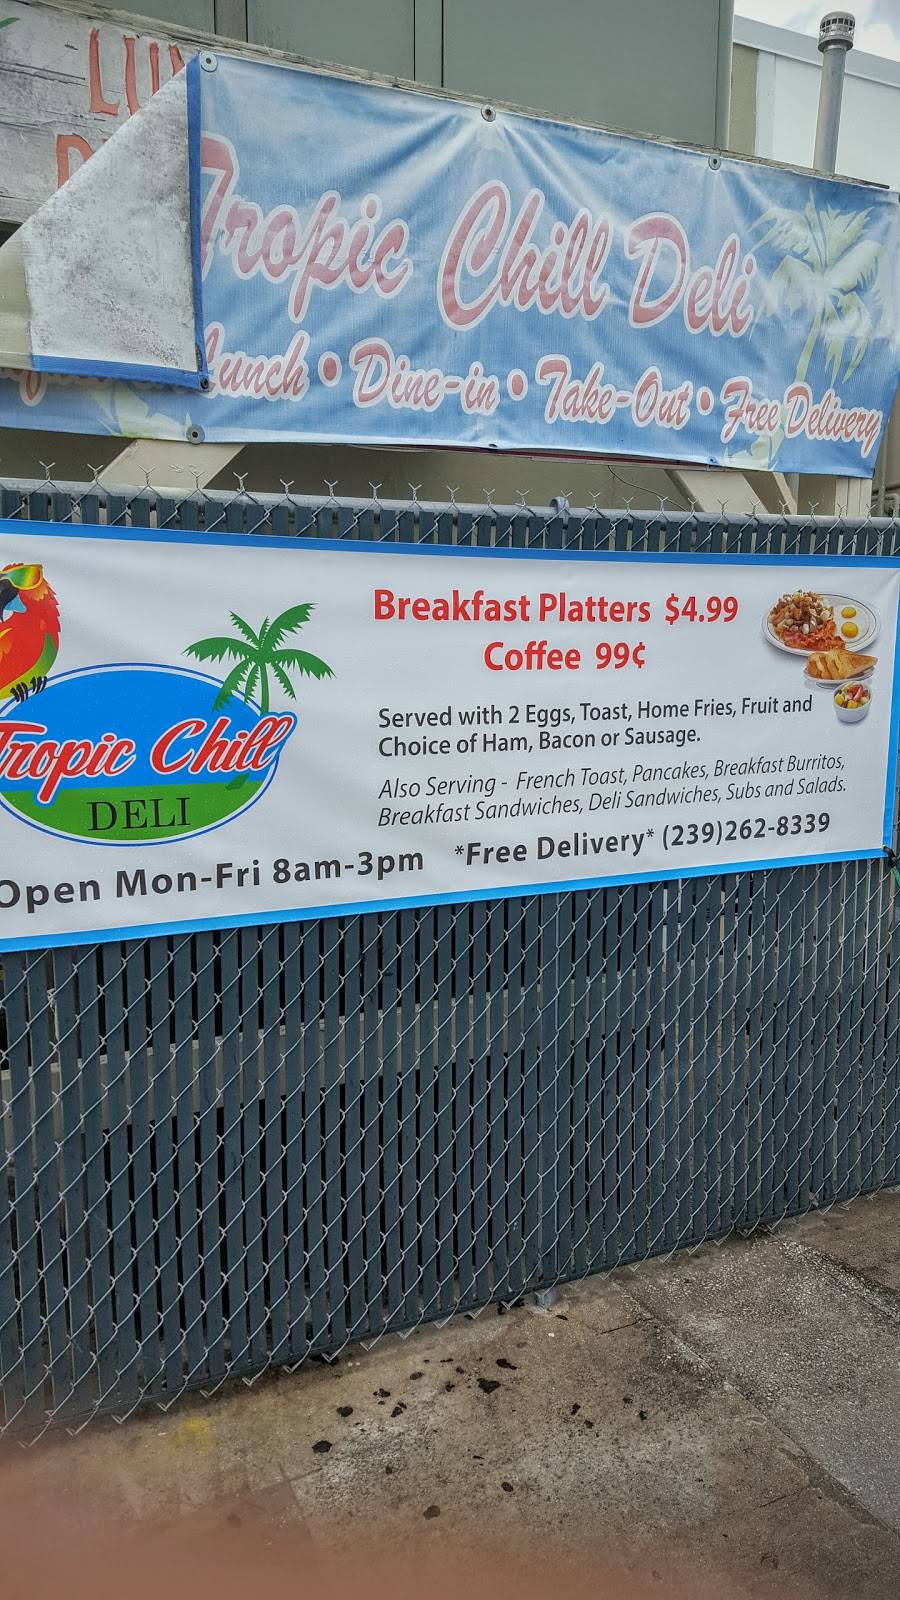 LU
Tropic Chill Deli
Lunch • Dine-in • Take-Out • Free Delivery
Breakfast Platters $4.99
Coffee 99¢
Served with 2 Eggs, Toast, Home Fries, Fruit and
Choice of Ham, Bacon or Sausage.
Also Serving - French Toast, Pancakes, Breakfast Burritos,
Breakfast Sandwiches, Deli Sandwiches, Subs and Salads.
Tropic Chill
DELI
Open Mon-Fri 8am-3pm *Free Delivery* (239)262-8339